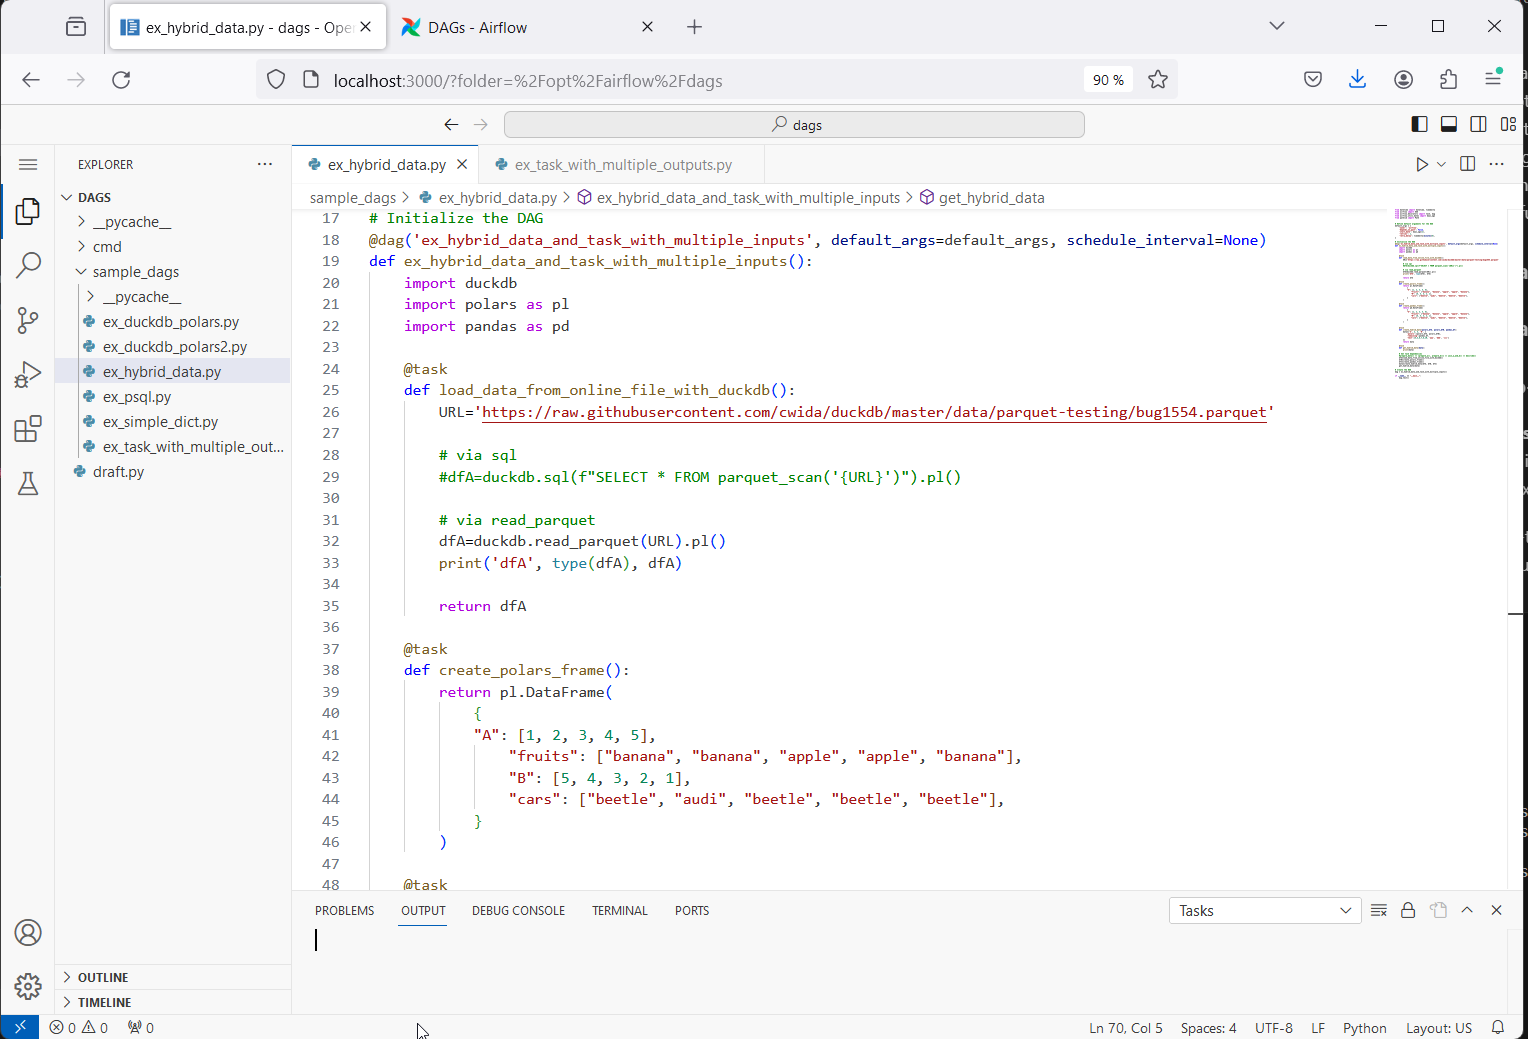 ex_hybrid_data.py - dags - Ope
DAGs - Airflow
localhost:3000/?folder=%2Fopt%2Fairflow%2Fdags
90 %
dags
EXPLORER
ex_hybrid_data.py
ex_task_with_multiple_outputs.py
sample_dags > ex_hybrid_data.py > ex_hybrid_data_and_task_with_multiple_inputs > get_hybrid_data
DAGS
__pycache__
cmd
sample_dags
__pycache__
ex_duckdb_polars.py
ex_duckdb_polars2.py
ex_hybrid_data.py
ex_psql.py
ex_simple_dict.py
ex_task_with_multiple_out...
draft.py
OUTLINE
TIMELINE
17 # Initialize the DAG
18 @dag('ex_hybrid_data_and_task_with_multiple_inputs', default_args=default_args, schedule_interval=None)
19 def ex_hybrid_data_and_task_with_multiple_inputs():
20 import duckdb
21 import polars as pl
22 import pandas as pd
23
24 @task
25 def load_data_from_online_file_with_duckdb():
26 URL='https://raw.githubusercontent.com/cwida/duckdb/master/data/parquet-testing/bug1554.parquet'
27
28 # via sql
29 #dfA=duckdb.sql(f"SELECT * FROM parquet_scan('{URL}')").pl()
30
31 # via read_parquet
32 dfA=duckdb.read_parquet(URL).pl()
33 print('dfA', type(dfA), dfA)
34
35 return dfA
36
37 @task
38 def create_polars_frame():
39 return pl.DataFrame(
40 {
41 "A": [1, 2, 3, 4, 5],
42 "fruits": ["banana", "banana", "apple", "apple", "banana"],
43 "B": [5, 4, 3, 2, 1],
44 "cars": ["beetle", "audi", "beetle", "beetle", "beetle"],
45 }
46 )
47
48 @task
PROBLEMS OUTPUT DEBUG CONSOLE TERMINAL PORTS
Tasks
0 0 0
Ln 70, Col 5 Spaces: 4 UTF-8 LF Python Layout: US